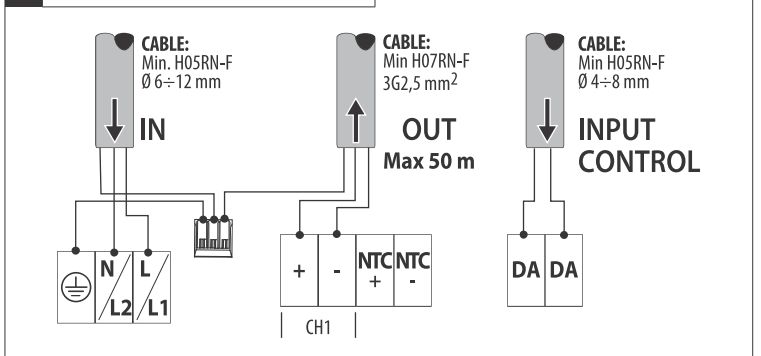 CABLE:
Min. H05RN-F
Ø 6÷12 mm
IN
CABLE:
Min H07RN-F
3G2,5 mm²
OUT
Max 50 m
CABLE:
Min H05RN-F
Ø 4÷8 mm
INPUT
CONTROL
N
/L2
L
/L1
+
-
NTC
+
NTC
-
CH1
DA
DA